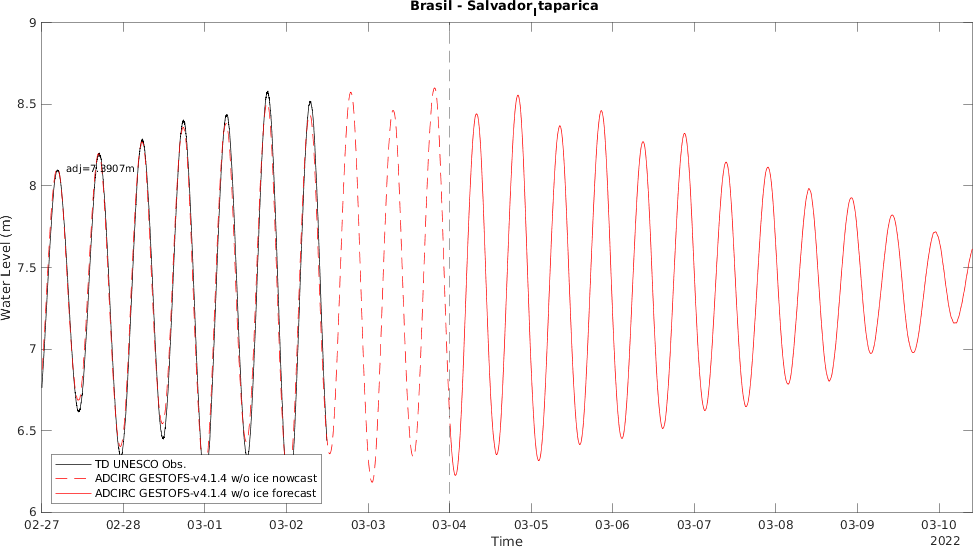 Brasil - Salvador_Itaparica
9
8.5
8
7.5
7
6.5
6
Water Level (m)
adj=7.3907m
TD UNESCO Obs.
ADCIRC GESTOFS-v4.1.4 w/o ice nowcast
ADCIRC GESTOFS-v4.1.4 w/o ice forecast
02-27 02-28 03-01 03-02 03-03 03-04 03-05 03-06 03-07 03-08 03-09 03-10
Time
2022